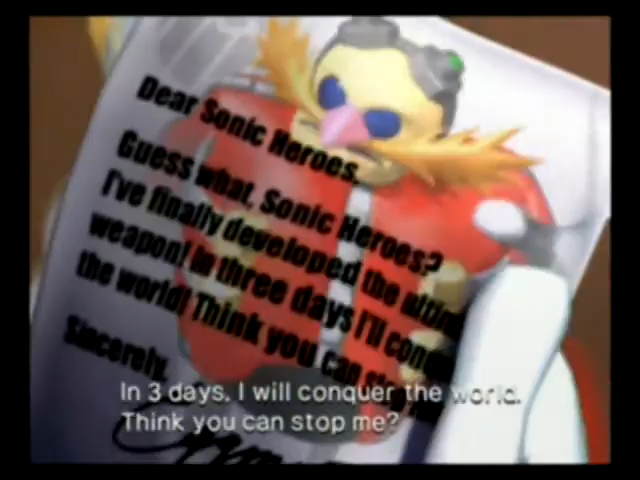 Dear Sonic Heroes.
Guess what, Sonic Heroes?
I've finally developed the
weapon! In three days I'll
the world! Think you can
Sincerely,
In 3 days, I will conquer the world.
Think you can stop me?